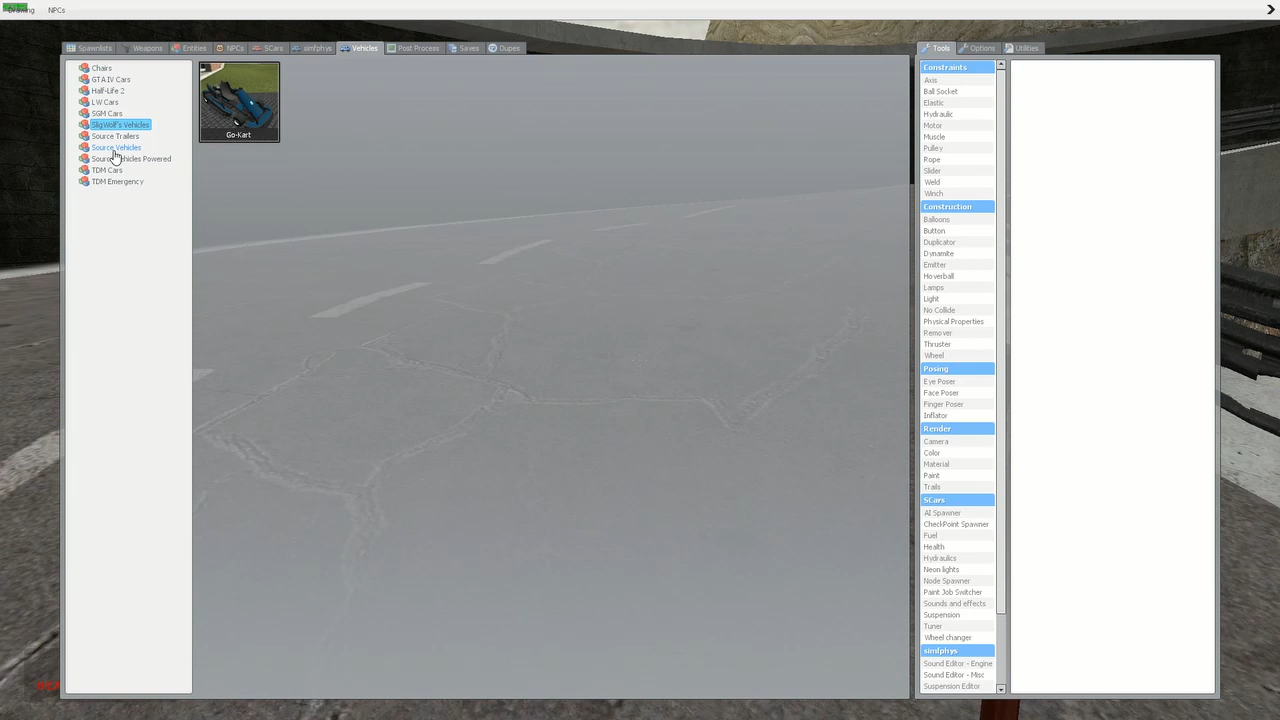 Drawing NPCs
Spawnlists Weapons Entities NPCs SCars simfphys Vehicles Post Process Saves Dupes
Chairs
GTA IV Cars
Half-Life 2
LW Cars
SGM Cars
SligWolf's Vehicles
Source Trailers
Source Vehicles
Source Vehicles Powered
TDM Cars
TDM Emergency
Go-Kart
Tools Options Utilities
Constraints
Axis
Ball Socket
Elastic
Hydraulic
Motor
Muscle
Pulley
Rope
Slider
Weld
Winch
Construction
Balloons
Button
Duplicator
Dynamite
Emitter
Hoverball
Lamps
Light
No Collide
Physical Properties
Remover
Thruster
Wheel
Posing
Eye Poser
Face Poser
Finger Poser
Inflator
Render
Camera
Color
Material
Paint
Trails
SCars
AI Spawner
CheckPoint Spawner
Fuel
Health
Hydraulics
Neon lights
Node Spawner
Paint Job Switcher
Sounds and effects
Suspension
Tuner
Wheel changer
simfphys
Sound Editor - Engine
Sound Editor - Misc
Suspension Editor